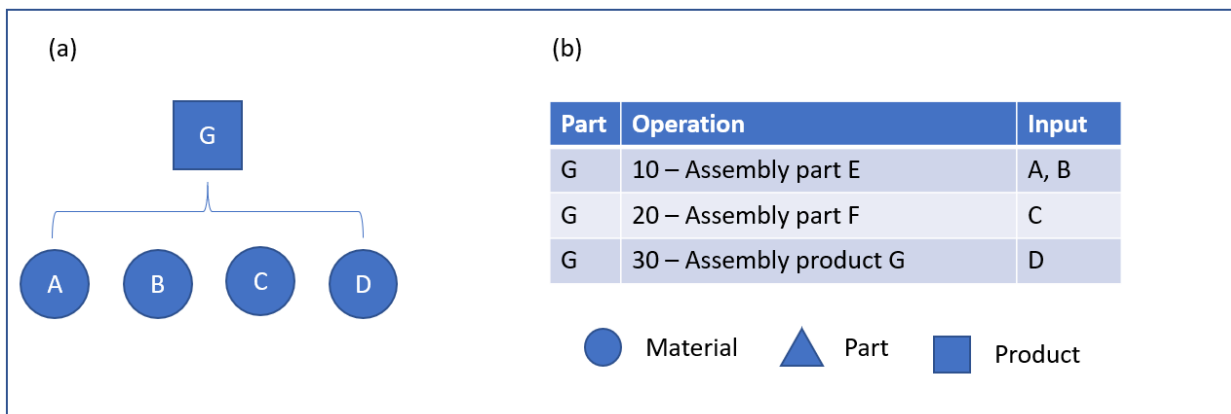 (a)
G
A B C D
(b)
Part Operation Input
G 10 – Assembly part E A, B
G 20 – Assembly part F C
G 30 – Assembly product G D
Material Part Product